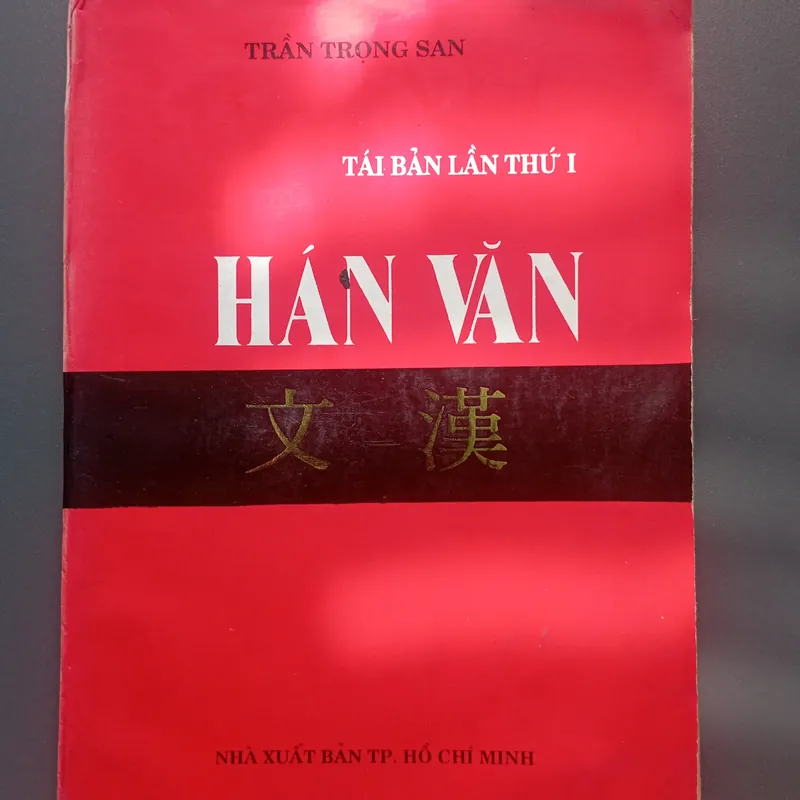 TRẦN TRỌNG SAN
TÁI BẢN LẦN THỨ I
HÁN VĂN
文 漢
NHÀ XUẤT BẢN TP. HỒ CHÍ MINH